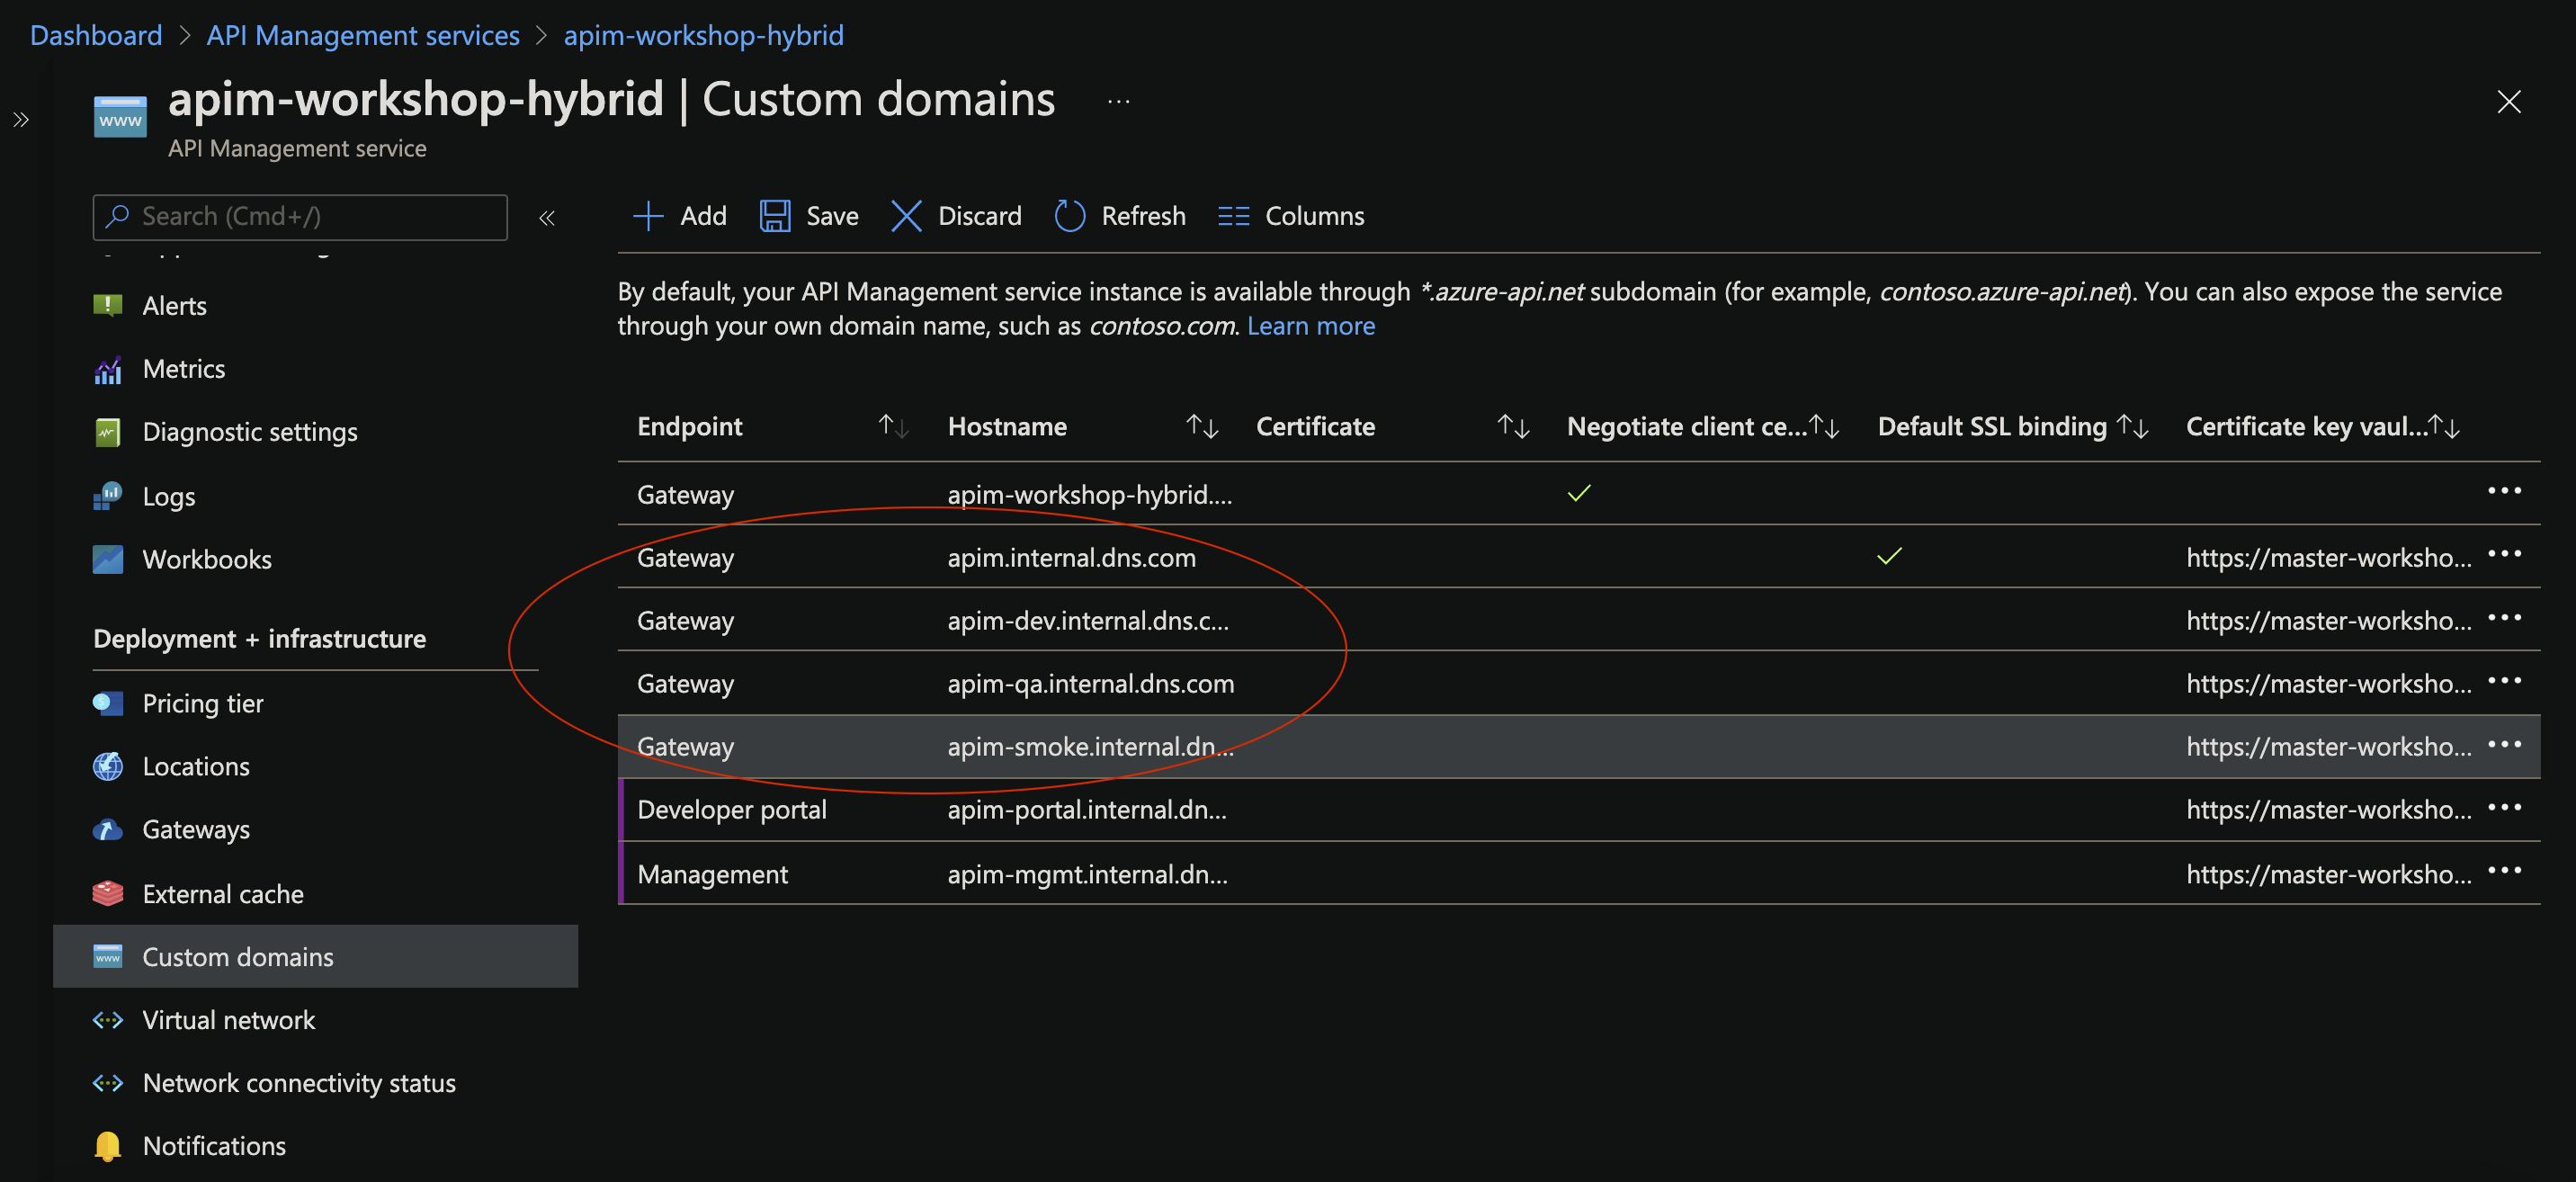 Dashboard > API Management services > apim-workshop-hybrid
apim-workshop-hybrid | Custom domains ...
API Management service
Search (Cmd+/)
Alerts
Metrics
Diagnostic settings
Logs
Workbooks
Deployment + infrastructure
Pricing tier
Locations
Gateways
External cache
Custom domains
Virtual network
Network connectivity status
Notifications
Add Save Discard Refresh Columns
By default, your API Management service instance is available through *.azure-api.net subdomain (for example, contoso.azure-api.net). You can also expose the service
through your own domain name, such as contoso.com. Learn more
Endpoint Hostname Certificate Negotiate client ce... Default SSL binding Certificate key vaul...
Gateway apim-workshop-hybrid....
Gateway apim.internal.dns.com https://master-worksho...
Gateway apim-dev.internal.dns.c... https://master-worksho...
Gateway apim-qa.internal.dns.com https://master-worksho...
Gateway apim-smoke.internal.dn... https://master-worksho...
Developer portal apim-portal.internal.dn... https://master-worksho...
Management apim-mgmt.internal.dn... https://master-worksho...